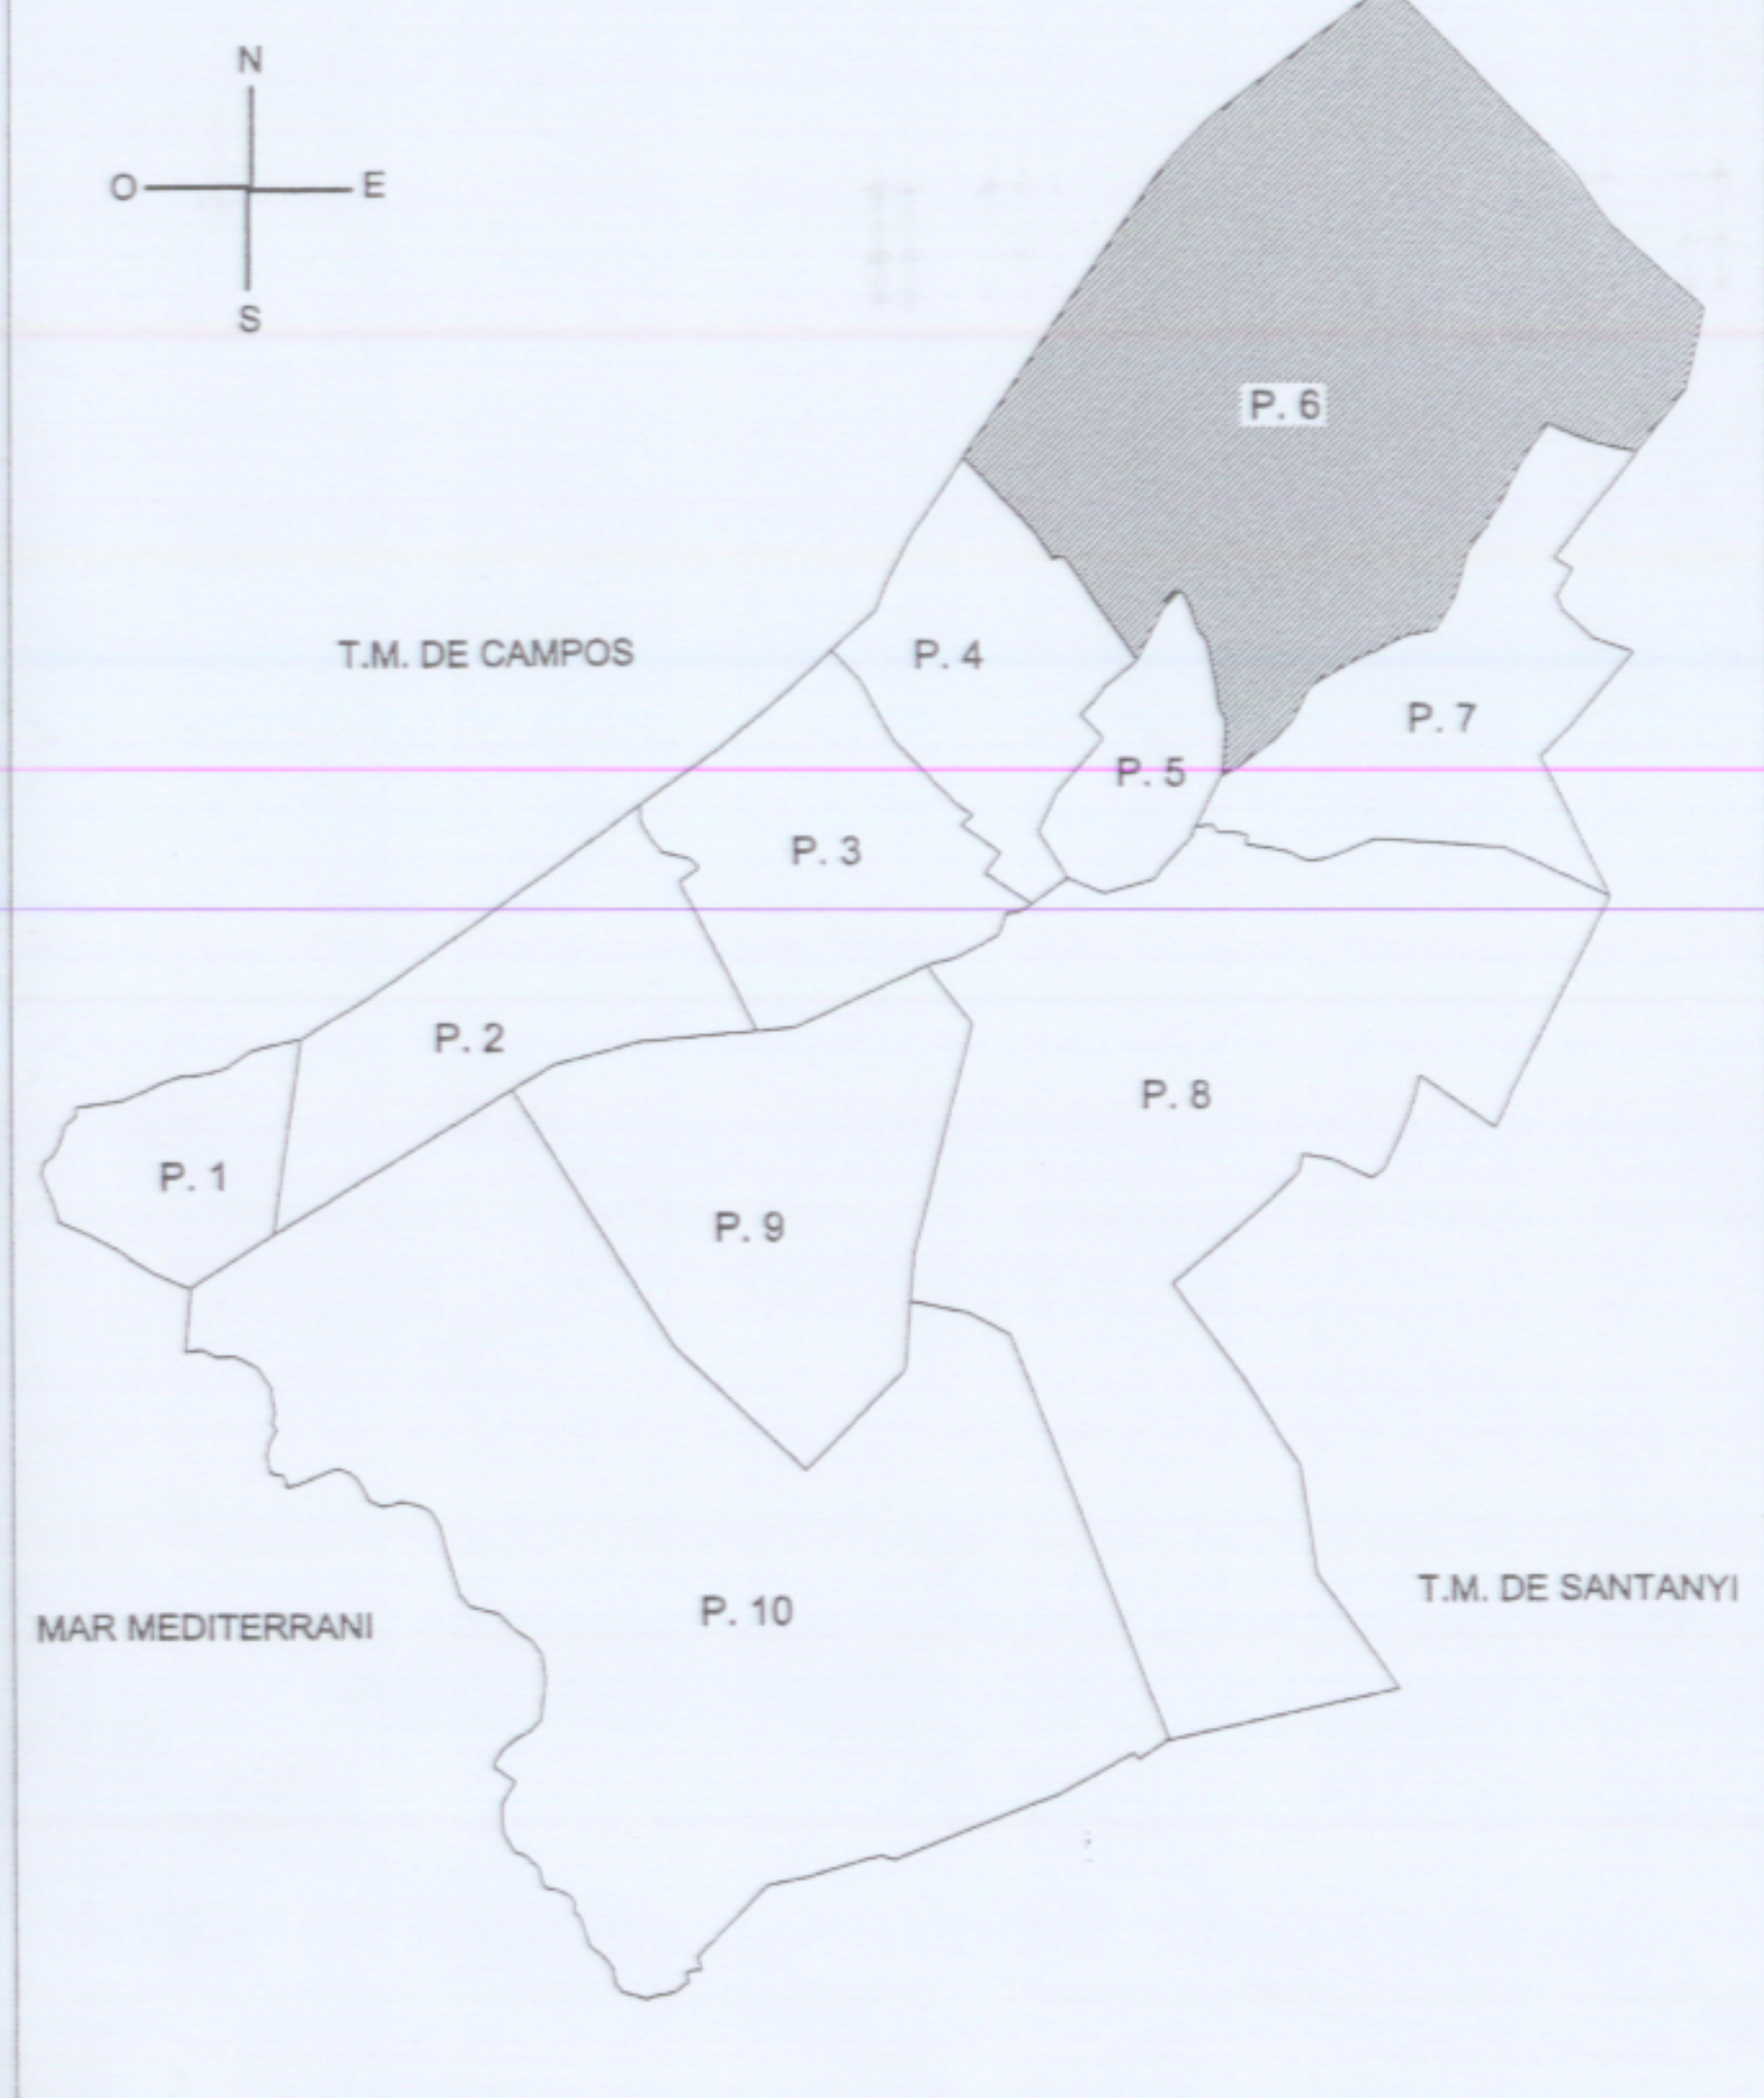 N
O E
S
P. 6
T.M. DE CAMPOS
P. 4
P. 7
P. 5
P. 3
P. 2
P. 8
P. 1
P. 9
T.M. DE SANTANYI
P. 10
MAR MEDITERRANI